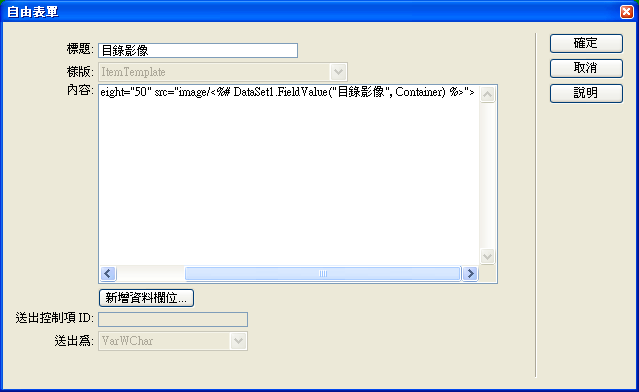 自由表單
標題:
目錄影像
確定
樣版:
ItemTemplate
取消
內容:
eight="50" src="image/<%# DataSet1.FieldValue("目錄影像", Container) %>">
說明
新增資料欄位...
送出控制項 ID:
送出為:
VarWChar